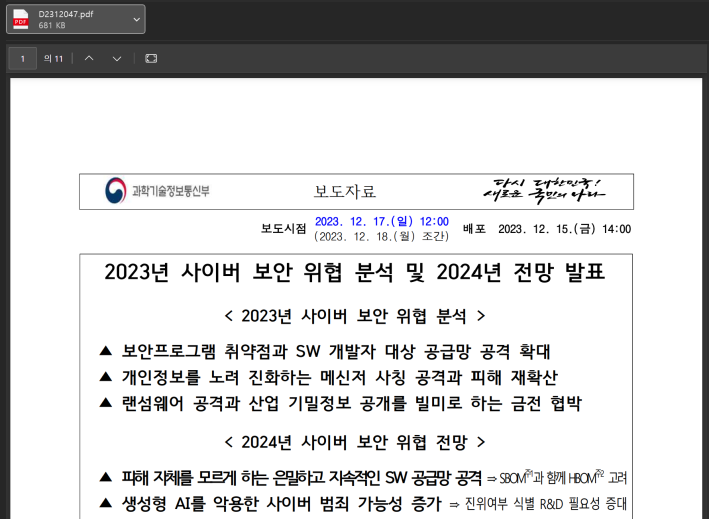 D2312047.pdf
681 KB
1 의 11
과학기술정보통신부 보도자료 다시 대한민국! 새로운 국민의 나라
보도시점 2023. 12. 17.(일) 12:00 배포 2023. 12. 15.(금) 14:00
(2023. 12. 18.(월) 조간)
2023년 사이버 보안 위협 분석 및 2024년 전망 발표
< 2023년 사이버 보안 위협 분석 >
▲ 보안프로그램 취약점과 SW 개발자 대상 공급망 공격 확대
▲ 개인정보를 노려 진화하는 메신저 사칭 공격과 피해 재확산
▲ 랜섬웨어 공격과 산업 기밀정보 공개를 빌미로 하는 금전 협박
< 2024년 사이버 보안 위협 전망 >
▲ 피해 자체를 모르게 하는 은밀하고 지속적인 SW 공급망 공격 ⇒ SBOM주1과 함께 HBOM주2 고려
▲ 생성형 AI를 악용한 사이버 범죄 가능성 증가 ⇒ 진위여부 식별 R&D 필요성 증대